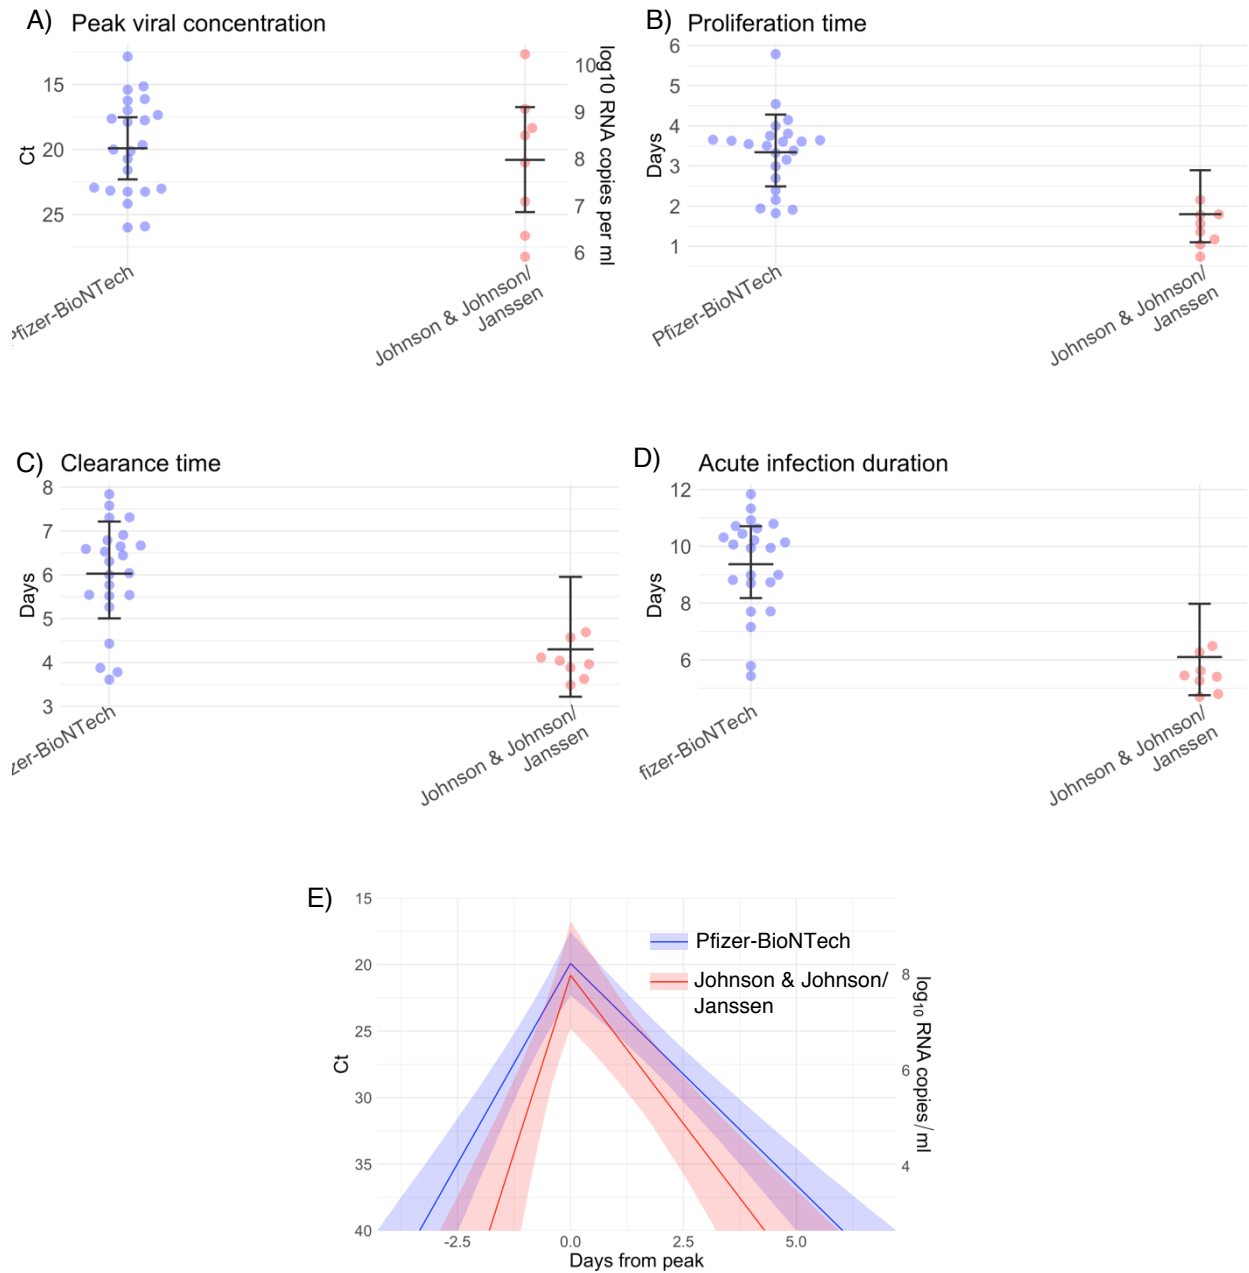 A) Peak viral concentration
15
20
25
Ct
10
9
8
7
6
log10 RNA copies per ml
Pfizer-BioNTech
Johnson & Johnson/
Janssen
B) Proliferation time
6
5
4
3
2
1
Days
Pfizer-BioNTech
Johnson & Johnson/
Janssen
C) Clearance time
8
7
6
5
4
3
Days
zer-BioNTech
Johnson & Johnson/
Janssen
D) Acute infection duration
12
10
8
6
Days
fizer-BioNTech
Johnson & Johnson/
Janssen
E)
15
20
25
30
35
40
Ct
Pfizer-BioNTech
Johnson & Johnson/
Janssen
8
6
4
log10 RNA copies/ml
-2.5 0.0 2.5 5.0
Days from peak